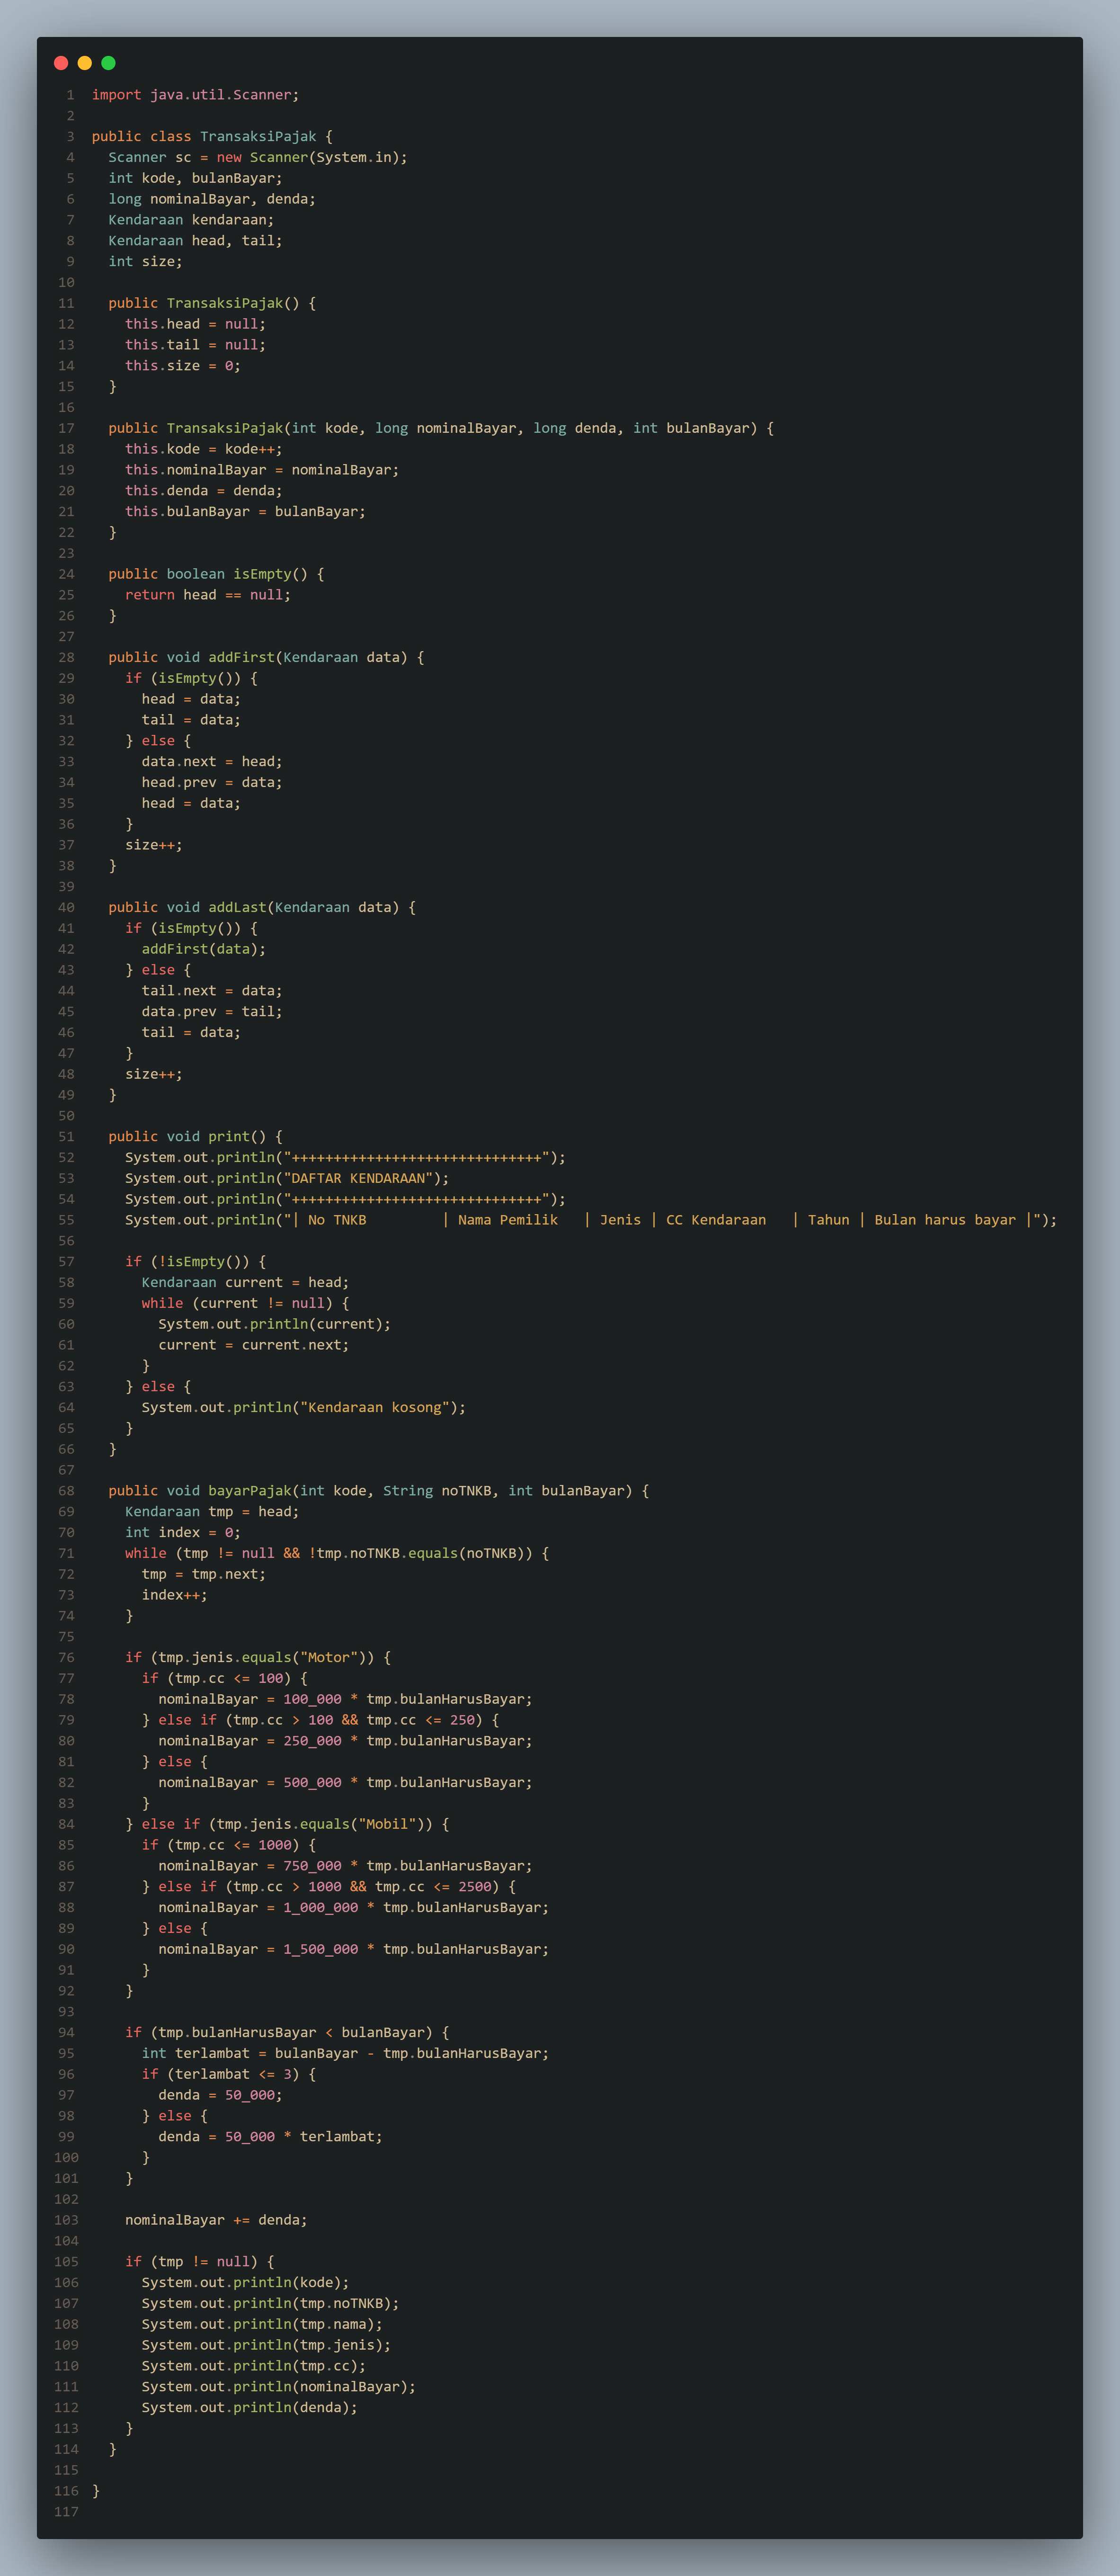 1 import java.util.Scanner;
2
3 public class TransaksiPajak {
4   Scanner sc = new Scanner(System.in);
5   int kode, bulanBayar;
6   long nominalBayar, denda;
7   Kendaraan kendaraan;
8   Kendaraan head, tail;
9   int size;
10
11   public TransaksiPajak() {
12     this.head = null;
13     this.tail = null;
14     this.size = 0;
15   }
16
17   public TransaksiPajak(int kode, long nominalBayar, long denda, int bulanBayar) {
18     this.kode = kode++;
19     this.nominalBayar = nominalBayar;
20     this.denda = denda;
21     this.bulanBayar = bulanBayar;
22   }
23
24   public boolean isEmpty() {
25     return head == null;
26   }
27
28   public void addFirst(Kendaraan data) {
29     if (isEmpty()) {
30       head = data;
31       tail = data;
32     } else {
33       data.next = head;
34       head.prev = data;
35       head = data;
36     }
37     size++;
38   }
39
40   public void addLast(Kendaraan data) {
41     if (isEmpty()) {
42       addFirst(data);
43     } else {
44       tail.next = data;
45       data.prev = tail;
46       tail = data;
47     }
48     size++;
49   }
50
51   public void print() {
52     System.out.println("++++++++++++++++++++++++++++++");
53     System.out.println("DAFTAR KENDARAAN");
54     System.out.println("++++++++++++++++++++++++++++++");
55     System.out.println("| No TNKB         | Nama Pemilik   | Jenis | CC Kendaraan   | Tahun | Bulan harus bayar |");
56
57     if (!isEmpty()) {
58       Kendaraan current = head;
59       while (current != null) {
60         System.out.println(current);
61         current = current.next;
62       }
63     } else {
64       System.out.println("Kendaraan kosong");
65     }
66   }
67
68   public void bayarPajak(int kode, String noTNKB, int bulanBayar) {
69     Kendaraan tmp = head;
70     int index = 0;
71     while (tmp != null && !tmp.noTNKB.equals(noTNKB)) {
72       tmp = tmp.next;
73       index++;
74     }
75
76     if (tmp.jenis.equals("Motor")) {
77       if (tmp.cc <= 100) {
78         nominalBayar = 100_000 * tmp.bulanHarusBayar;
79       } else if (tmp.cc > 100 && tmp.cc <= 250) {
80         nominalBayar = 250_000 * tmp.bulanHarusBayar;
81       } else {
82         nominalBayar = 500_000 * tmp.bulanHarusBayar;
83       }
84     } else if (tmp.jenis.equals("Mobil")) {
85       if (tmp.cc <= 1000) {
86         nominalBayar = 750_000 * tmp.bulanHarusBayar;
87       } else if (tmp.cc > 1000 && tmp.cc <= 2500) {
88         nominalBayar = 1_000_000 * tmp.bulanHarusBayar;
89       } else {
90         nominalBayar = 1_500_000 * tmp.bulanHarusBayar;
91       }
92     }
93
94     if (tmp.bulanHarusBayar < bulanBayar) {
95       int terlambat = bulanBayar - tmp.bulanHarusBayar;
96       if (terlambat <= 3) {
97         denda = 50_000;
98       } else {
99         denda = 50_000 * terlambat;
100       }
101     }
102
103     nominalBayar += denda;
104
105     if (tmp != null) {
106       System.out.println(kode);
107       System.out.println(tmp.noTNKB);
108       System.out.println(tmp.nama);
109       System.out.println(tmp.jenis);
110       System.out.println(tmp.cc);
111       System.out.println(nominalBayar);
112       System.out.println(denda);
113     }
114   }
115
116 }
117